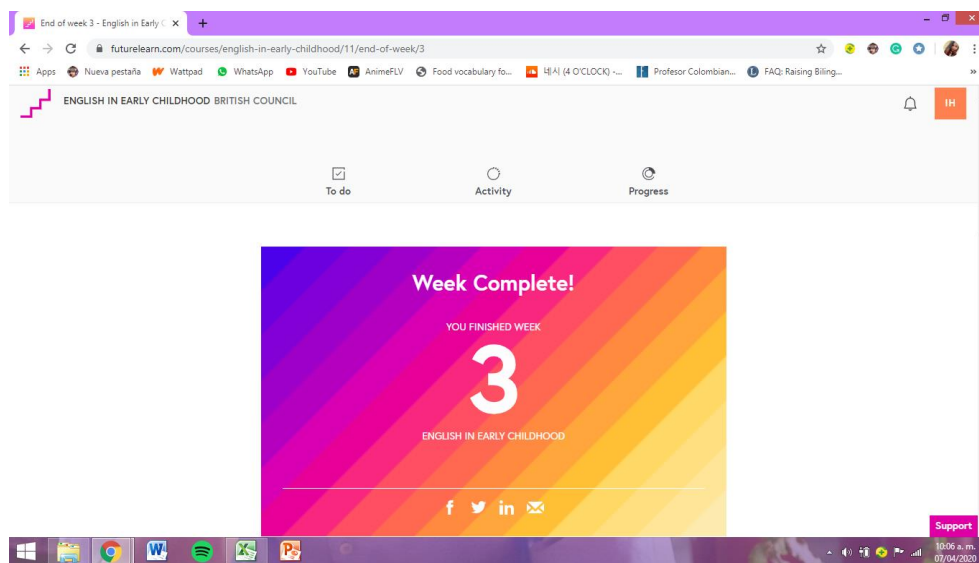 End of week 3 - English in Early C
futurelearn.com/courses/english-in-early-childhood/11/end-of-week/3
Apps Nueva pestaña Wattpad WhatsApp YouTube AnimeFLV Food vocabulary fo... 네시 (4 O'CLOCK) -... Profesor Colombian... FAQ: Raising Biling...
ENGLISH IN EARLY CHILDHOOD BRITISH COUNCIL
IH
To do Activity Progress
Week Complete!
YOU FINISHED WEEK
3
ENGLISH IN EARLY CHILDHOOD
Support
10:06 a. m.
07/04/2020